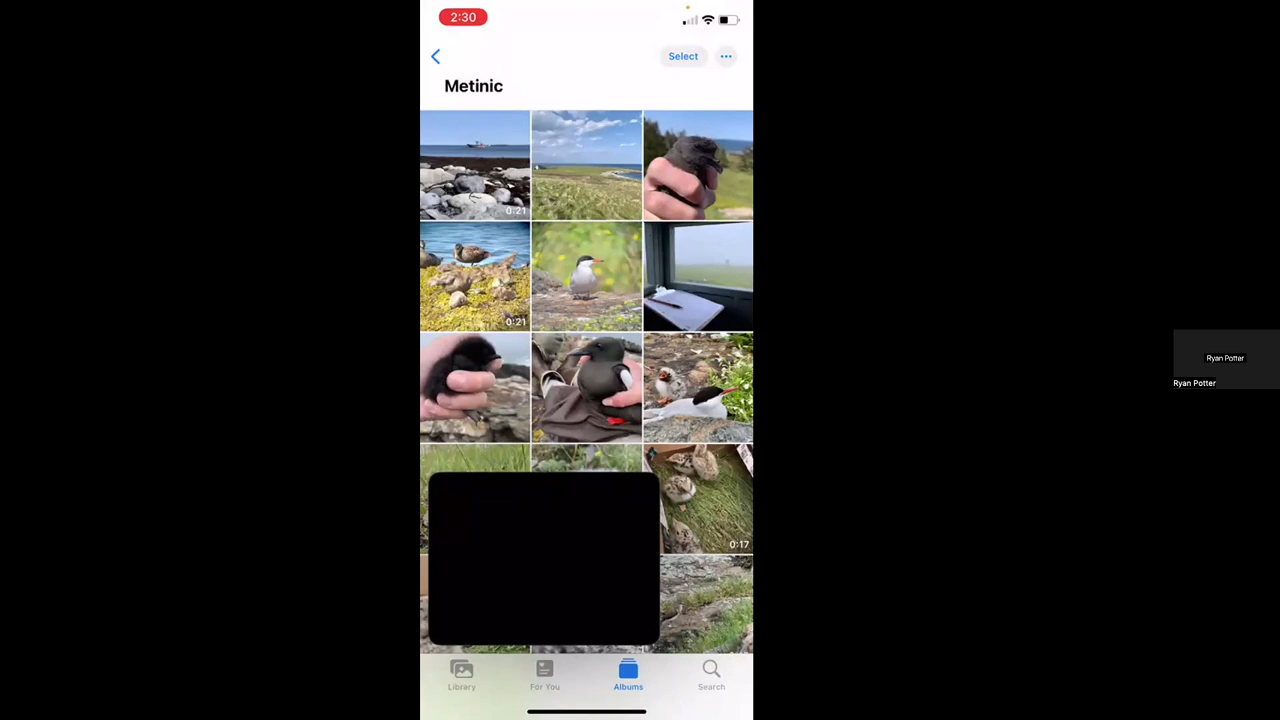 2:30
Select
Metinic
0:21
0:21
Ryan Potter
Ryan Potter
0:17
Library
For You
Albums
Search